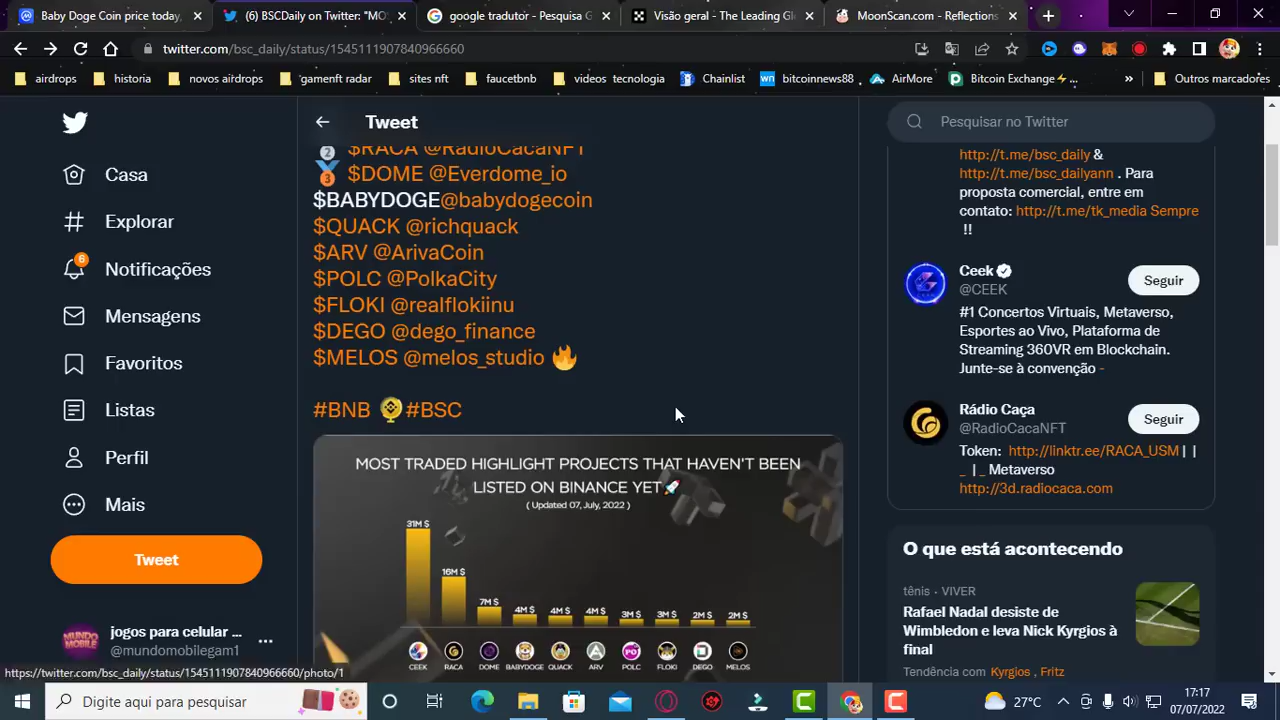 Baby Doge Coin price today,
(6) BSCDaily on Twitter: "MO
google tradutor - Pesquisa G
Visão geral - The Leading Gl
MoonScan.com - Reflections
twitter.com/bsc_daily/status/1545111907840966660
airdrops
historia
novos airdrops
gamenft radar
sites nft
faucetbnb
videos tecnologia
Chainlist
wn bitcoinnews88
AirMore
Bitcoin Exchange⚡...
»
Outros marcadores
Casa
Explorar
6
Notificações
Mensagens
Favoritos
Listas
Perfil
Mais
Tweet
jogos para celular ...
@mundomobilegam1
MUNDO MOBILE
Tweet
🥈 $RACA @RadioCacaNFT
🥉 $DOME @Everdome_io
$BABYDOGE@babydogecoin
$QUACK @richquack
$ARV @ArivaCoin
$POLC @PolkaCity
$FLOKI @realflokiinu
$DEGO @dego_finance
$MELOS @melos_studio 🔥
#BNB #BSC
MOST TRADED HIGHLIGHT PROJECTS THAT HAVEN'T BEEN
LISTED ON BINANCE YET🚀
( Updated 07, July, 2022 )
31M $
16M $
7M $
4M $
4M $
4M $
3M $
3M $
2M $
2M $
CEEK
RACA
DOME
BABYDOGE
QUACK
ARV
POLC
FLOKI
DEGO
MELOS
Pesquisar no Twitter
http://t.me/bsc_daily &
http://t.me/bsc_dailyann . Para
proposta comercial, entre em
contato: http://t.me/tk_media Sempre
!!
Ceek
@CEEK
Seguir
#1 Concertos Virtuais, Metaverso,
Esportes ao Vivo, Plataforma de
Streaming 360VR em Blockchain.
Junte-se à convenção -
Rádio Caça
@RadioCacaNFT
Seguir
Token: http://linktr.ee/RACA_USM | |
_ | _ Metaverso
http://3d.radiocaca.com
O que está acontecendo
tênis · VIVER
Rafael Nadal desiste de
Wimbledon e leva Nick Kyrgios à
final
Tendência com Kyrgios, Fritz
https://twitter.com/bsc_daily/status/1545111907840966660/photo/1
Digite aqui para pesquisar
27°C
17:17
07/07/2022